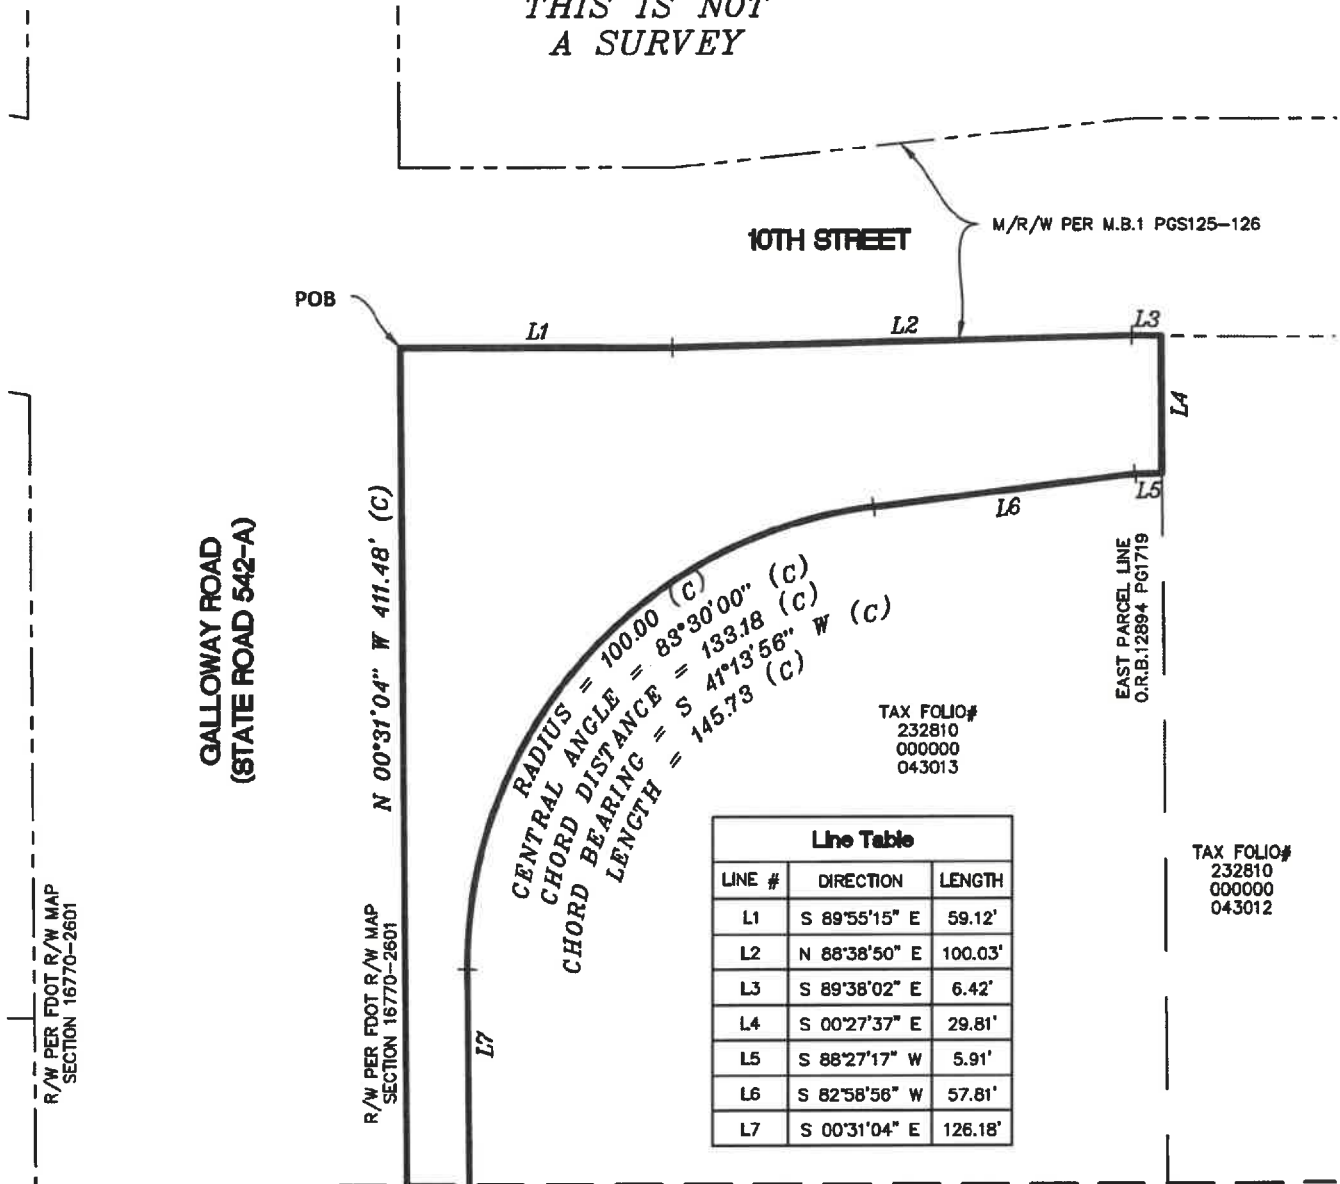 THIS IS NOT
A SURVEY
10TH STREET
M/R/W PER M.B.1 PGS125-126
POB
L1
L2
L3
L4
L5
L6
L7
GALLOWAY ROAD
(STATE ROAD 542-A)
N 00°31'04" W 411.48' (C)
RADIUS = 100.00 (C)
CENTRAL ANGLE = 83°30'00" (C)
CHORD DISTANCE = 133.18 (C)
CHORD BEARING = S 41°13'56" W (C)
LENGTH = 145.73 (C)
EAST PARCEL LINE
O.R.B.12894 PG1719
TAX FOLIO#
232810
000000
043013
TAX FOLIO#
232810
000000
043012
R/W PER FDOT R/W MAP
SECTION 16770-2601
R/W PER FDOT R/W MAP
SECTION 16770-2601
Line Table
LINE # DIRECTION LENGTH
L1 S 89°55'15" E 59.12'
L2 N 88°38'50" E 100.03'
L3 S 89°38'02" E 6.42'
L4 S 00°27'37" E 29.81'
L5 S 88°27'17" W 5.91'
L6 S 82°58'56" W 57.81'
L7 S 00°31'04" E 126.18'